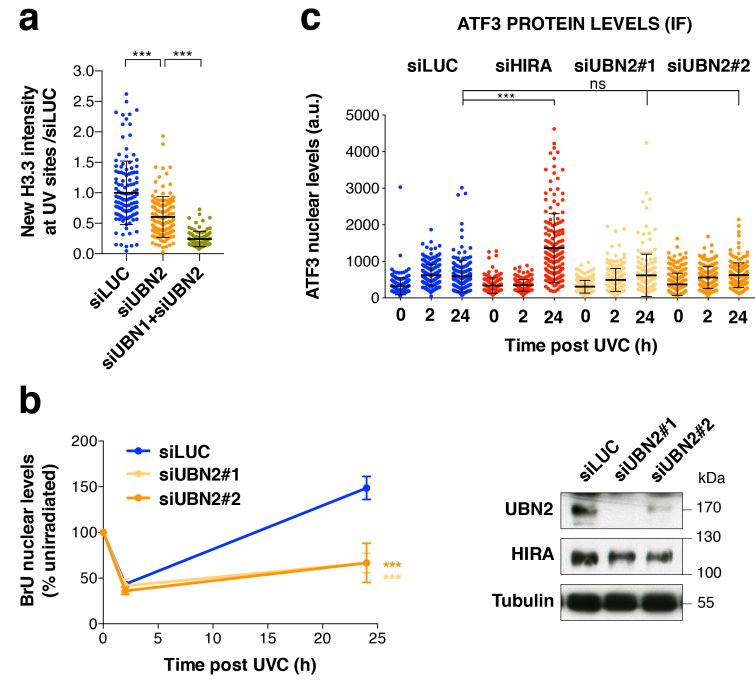 a
***
***
New H3.3 intensity
at UV sites /siLUC
3.0
2.5
2.0
1.5
1.0
0.5
0.0
siLUC
siUBN2
siUBN1+siUBN2
c
ATF3 PROTEIN LEVELS (IF)
siLUC siHIRA siUBN2#1 siUBN2#2
ns
***
ATF3 nuclear levels (a.u.)
5000
4000
3000
2000
1000
0
0 2 24 0 2 24 0 2 24 0 2 24
Time post UVC (h)
b
BrU nuclear levels
(% unirradiated)
200
150
100
50
0
siLUC
siUBN2#1
siUBN2#2
***
***
0 5 10 15 20 25
Time post UVC (h)
siLUC siUBN2#1 siUBN2#2
kDa
UBN2
170
130
HIRA
100
Tubulin
55